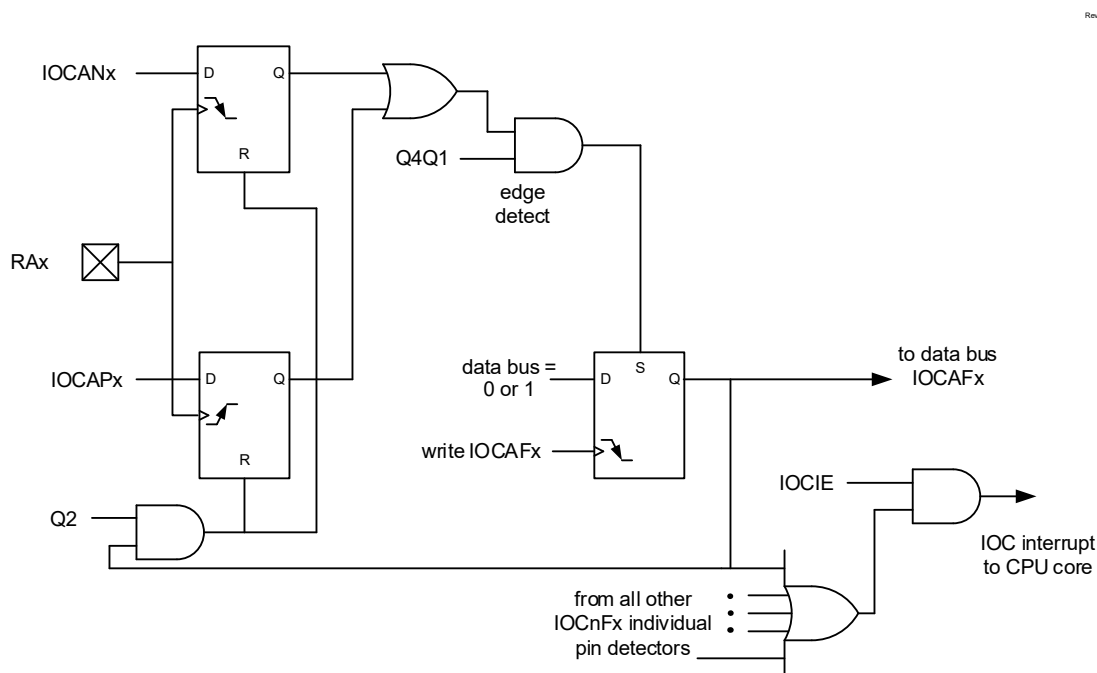 Rev
IOCANx
D
Q
R
Q4Q1
edge
detect
RAx
IOCAPx
D
Q
R
data bus =
0 or 1
S
D
Q
to data bus
IOCAFx
write IOCAFx
IOCIE
Q2
IOC interrupt
to CPU core
from all other
IOCnFx individual
pin detectors